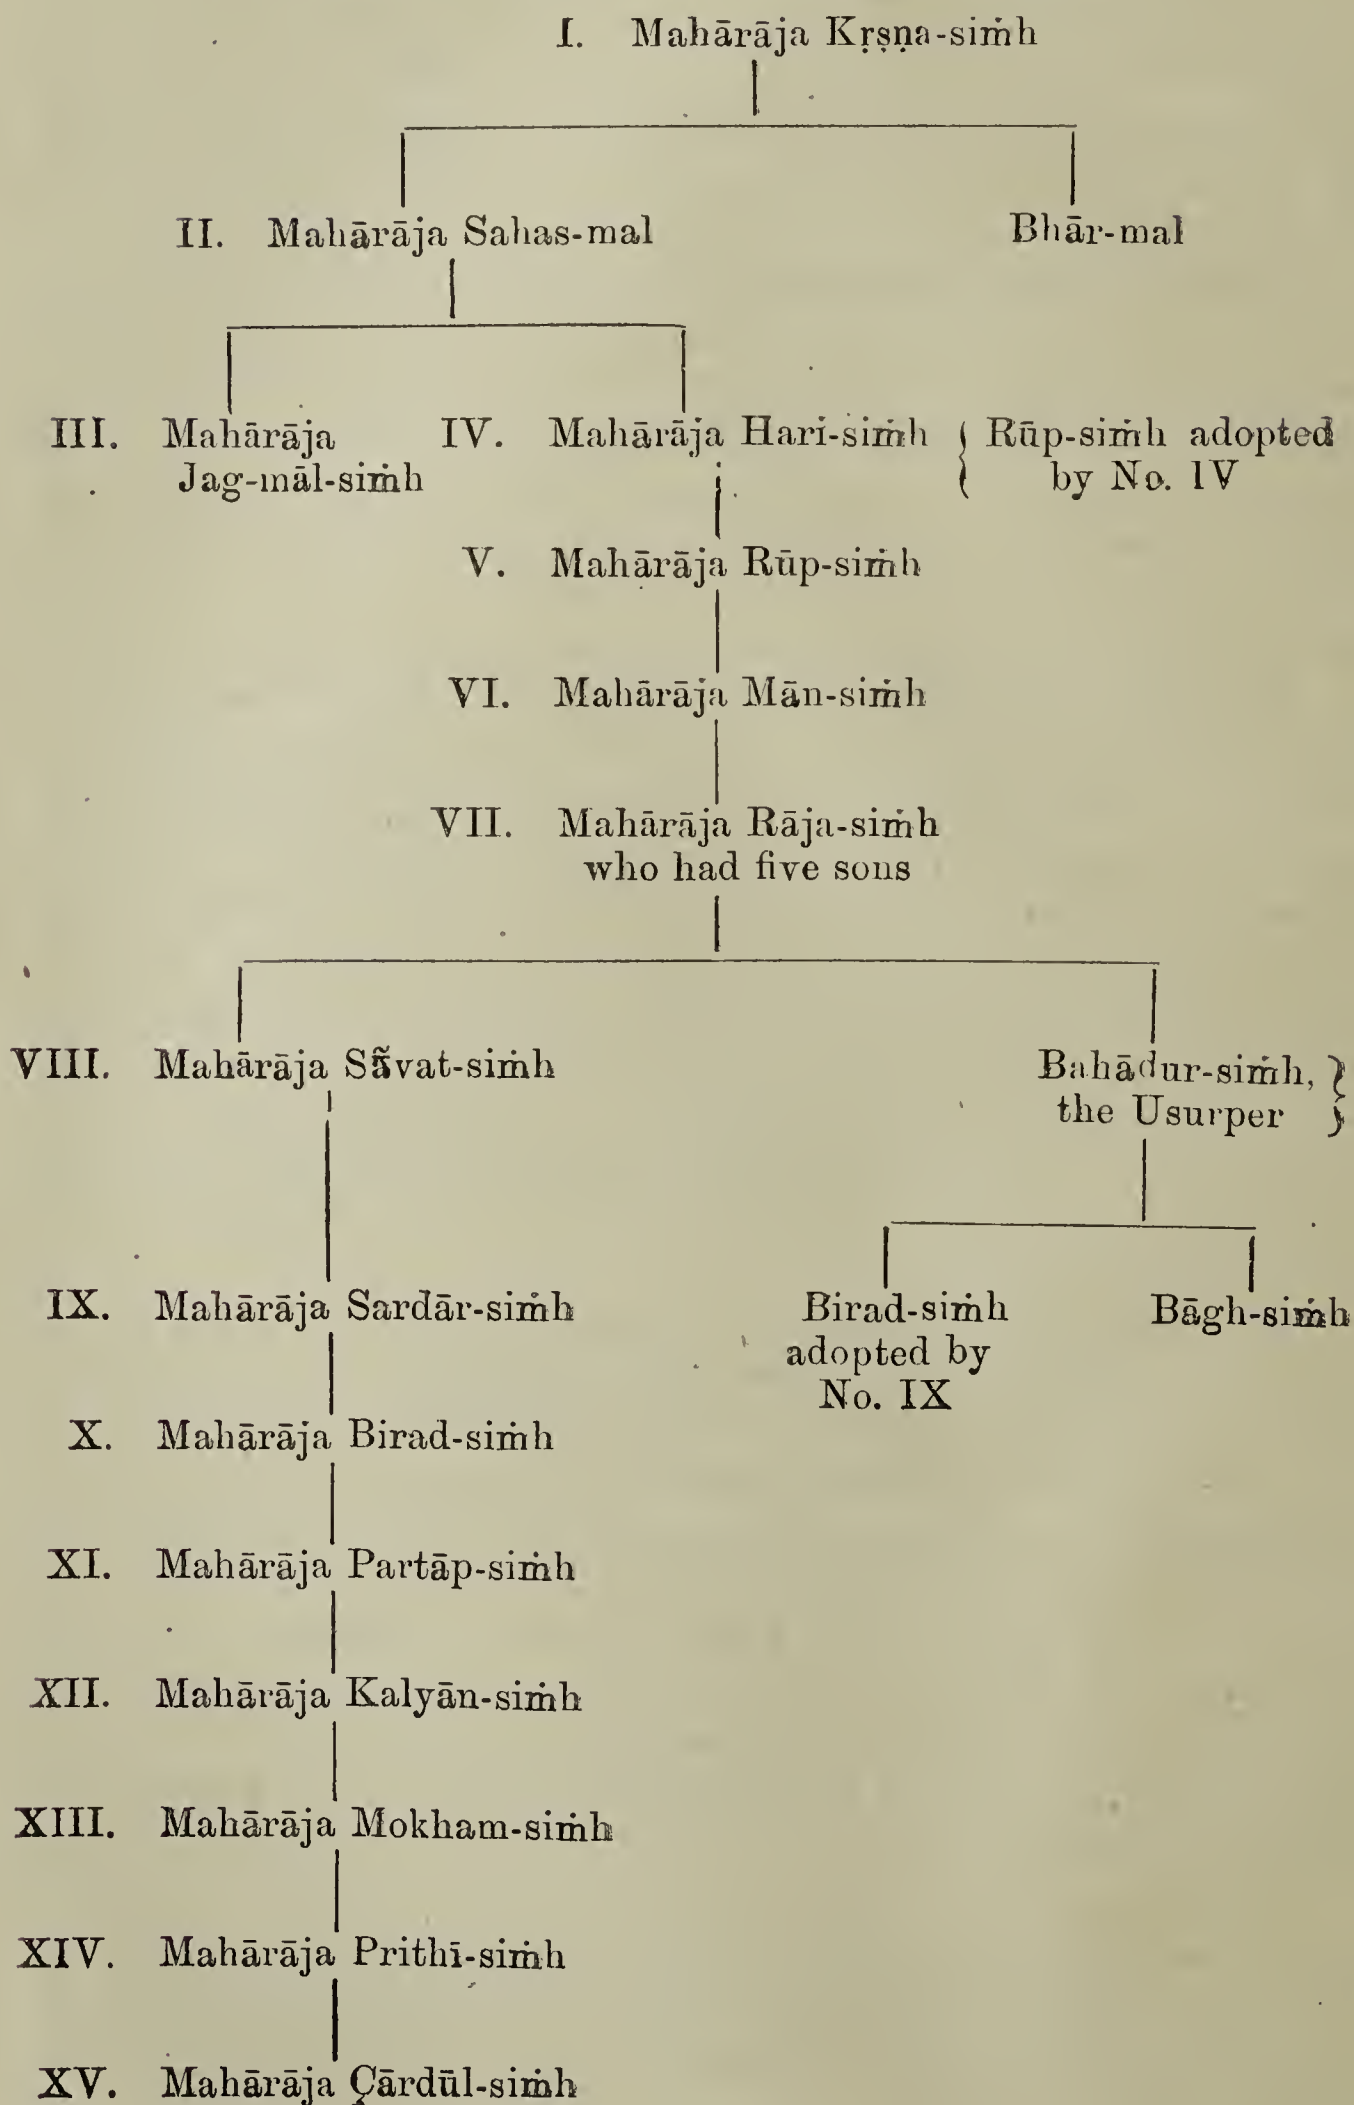 I. Mahārāja Kṛṣṇa-siṁh
II. Mahārāja Sahas-mal Bhār-mal
III. Mahārāja IV. Mahārāja Hari-siṁh { Rūp-siṁh adopted
Jag-māl-siṁh by No. IV
V. Mahārāja Rūp-siṁh
VI. Mahārāja Mān-siṁh
VII. Mahārāja Rāja-siṁh
who had five sons
VIII. Mahārāja Sā̃vat-siṁh Bahādur-siṁh, }
the Usurper
IX. Mahārāja Sardār-siṁh Birad-siṁh Bāgh-siṁh
adopted by
No. IX
X. Mahārāja Birad-siṁh
XI. Mahārāja Partāp-siṁh
XII. Mahārāja Kalyān-siṁh
XIII. Mahārāja Mokham-siṁh
XIV. Mahārāja Prithī-siṁh
XV. Mahārāja Çārdūl-siṁh